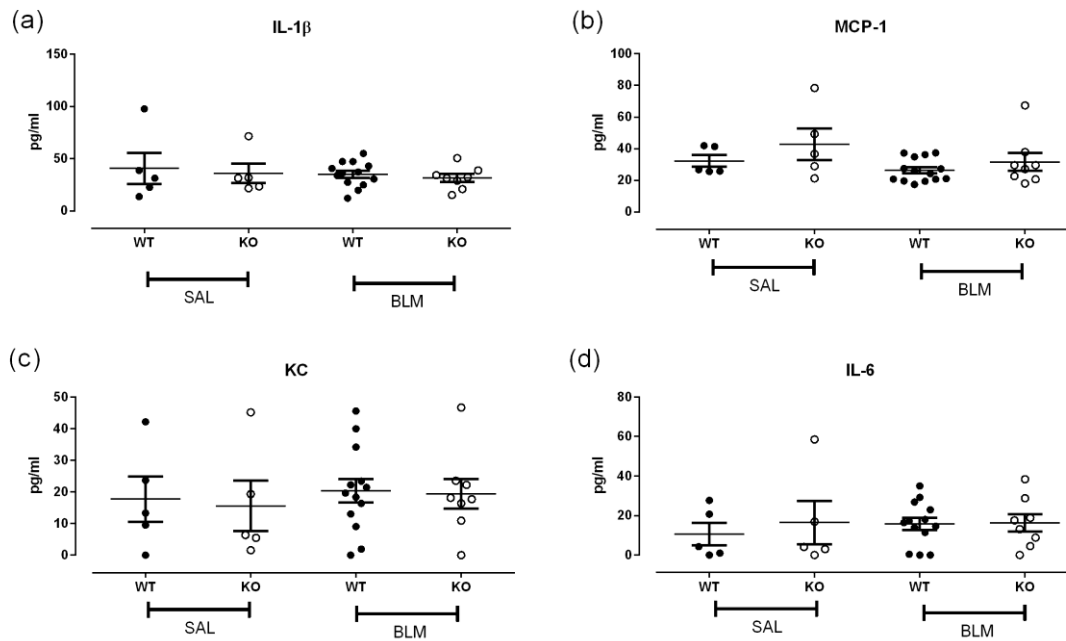 (a)
IL-1β
150
100
50
0
pg/ml
WT
KO
WT
KO
SAL
BLM
(b)
MCP-1
100
80
60
40
20
0
pg/ml
WT
KO
WT
KO
SAL
BLM
(c)
KC
50
40
30
20
10
0
pg/ml
WT
KO
WT
KO
SAL
BLM
(d)
IL-6
80
60
40
20
0
pg/ml
WT
KO
WT
KO
SAL
BLM